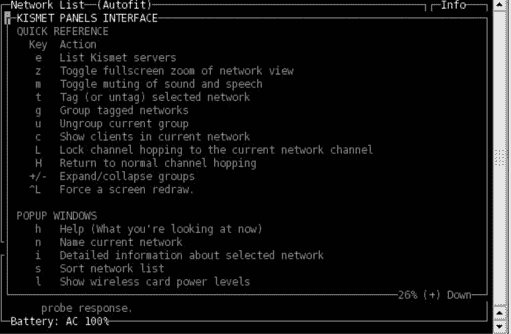 Network List—(Autofit)
Info
KISMET PANELS INTERFACE
QUICK REFERENCE
Key Action
e List Kismet servers
z Toggle fullscreen zoom of network view
m Toggle muting of sound and speech
t Tag (or untag) selected network
g Group tagged networks
u Ungroup current group
c Show clients in current network
L Lock channel hopping to the current network channel
H Return to normal channel hopping
+/- Expand/collapse groups
^L Force a screen redraw.
POPUP WINDOWS
h Help (What you're looking at now)
n Name current network
i Detailed information about selected network
s Sort network list
l Show wireless card power levels
26% (+) Down
probe response.
Battery: AC 100%